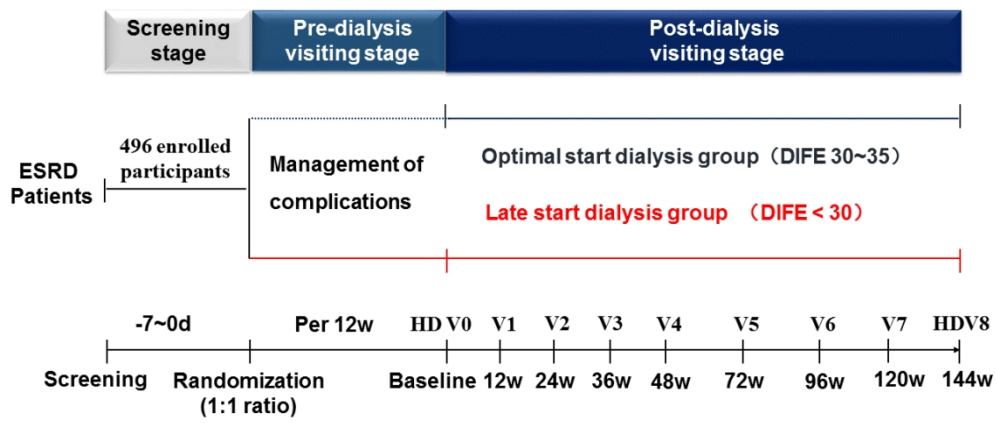 Screening
stage
Pre-dialysis
visiting stage
Post-dialysis
visiting stage
ESRD
Patients
496 enrolled
participants
Management of
complications
Optimal start dialysis group（DIFE 30~35）
Late start dialysis group （DIFE < 30）
-7~0d
Per 12w
HD V0
V1
V2
V3
V4
V5
V6
V7
HDV8
Screening
Randomization
(1:1 ratio)
Baseline
12w
24w
36w
48w
72w
96w
120w
144w